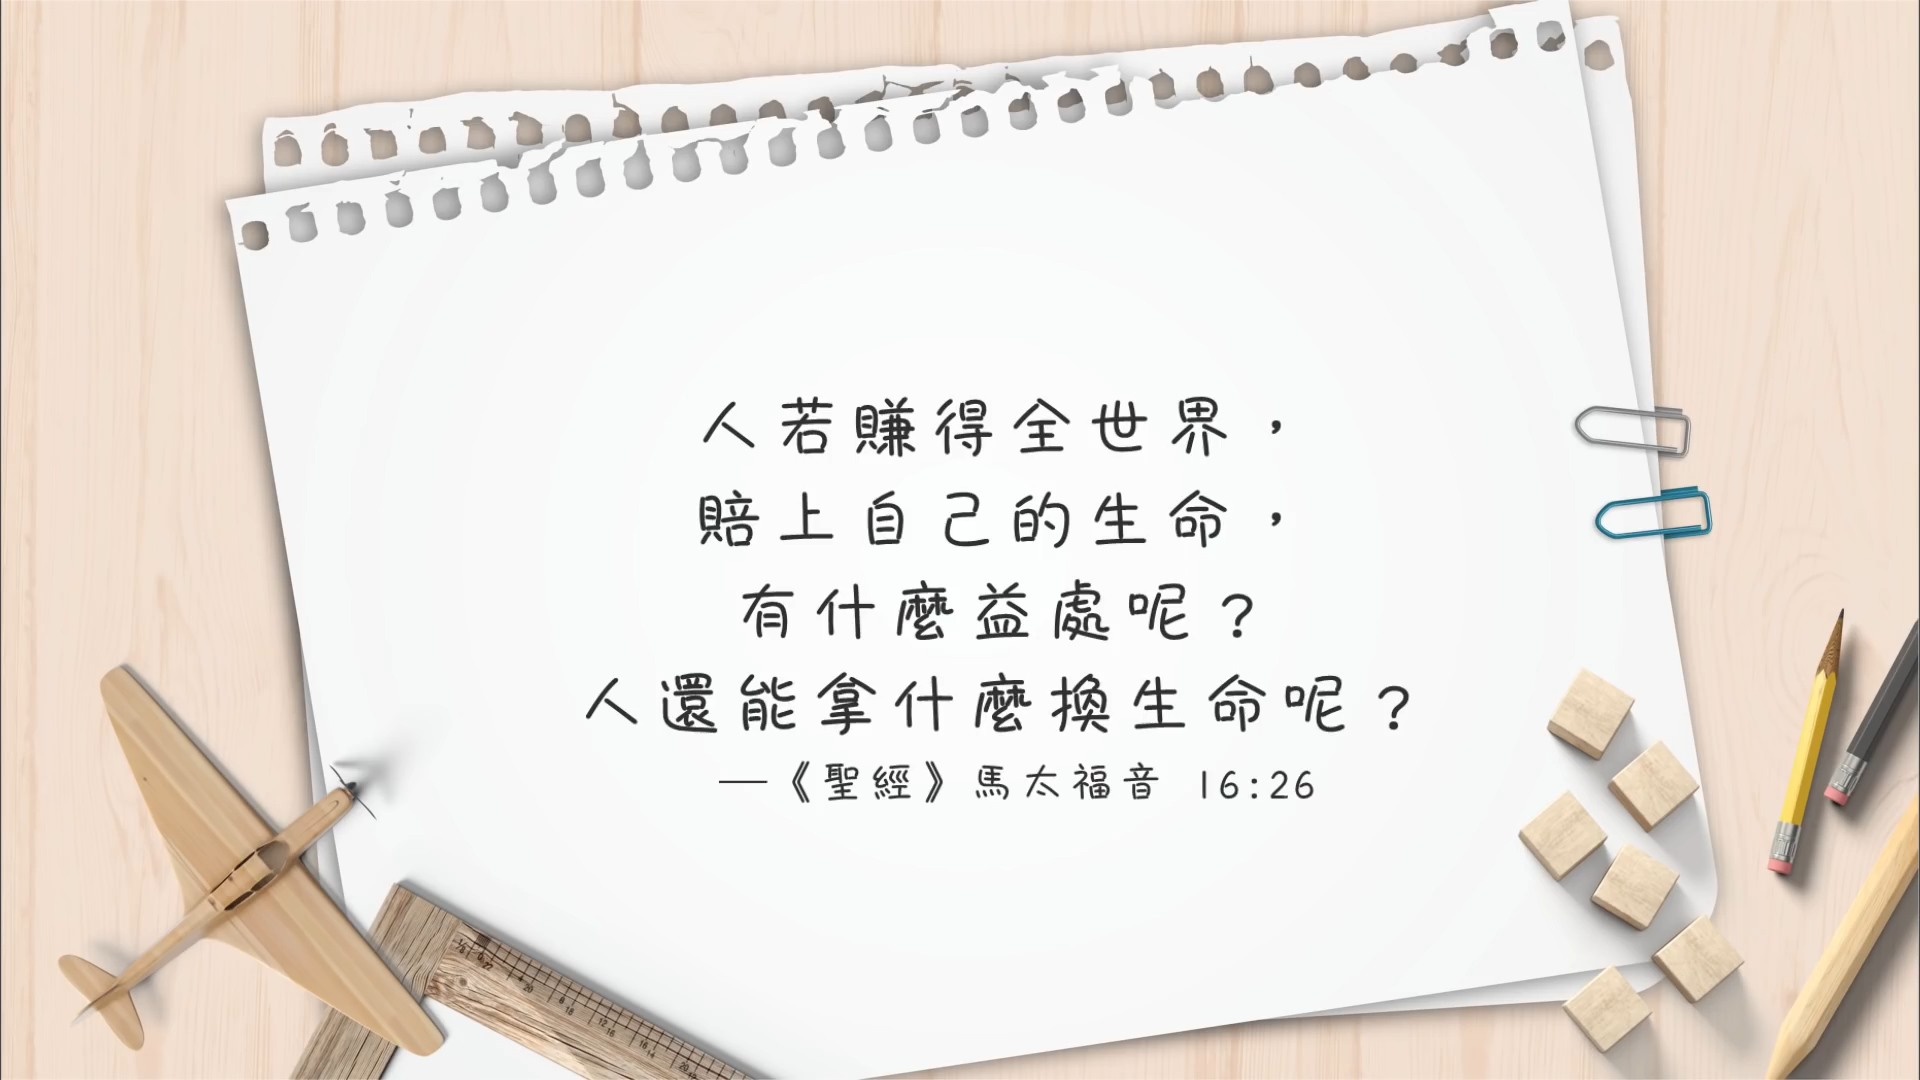 人若賺得全世界，
賠上自己的生命，
有什麼益處呢？
人還能拿什麼換生命呢？
—《聖經》馬太福音 16:26